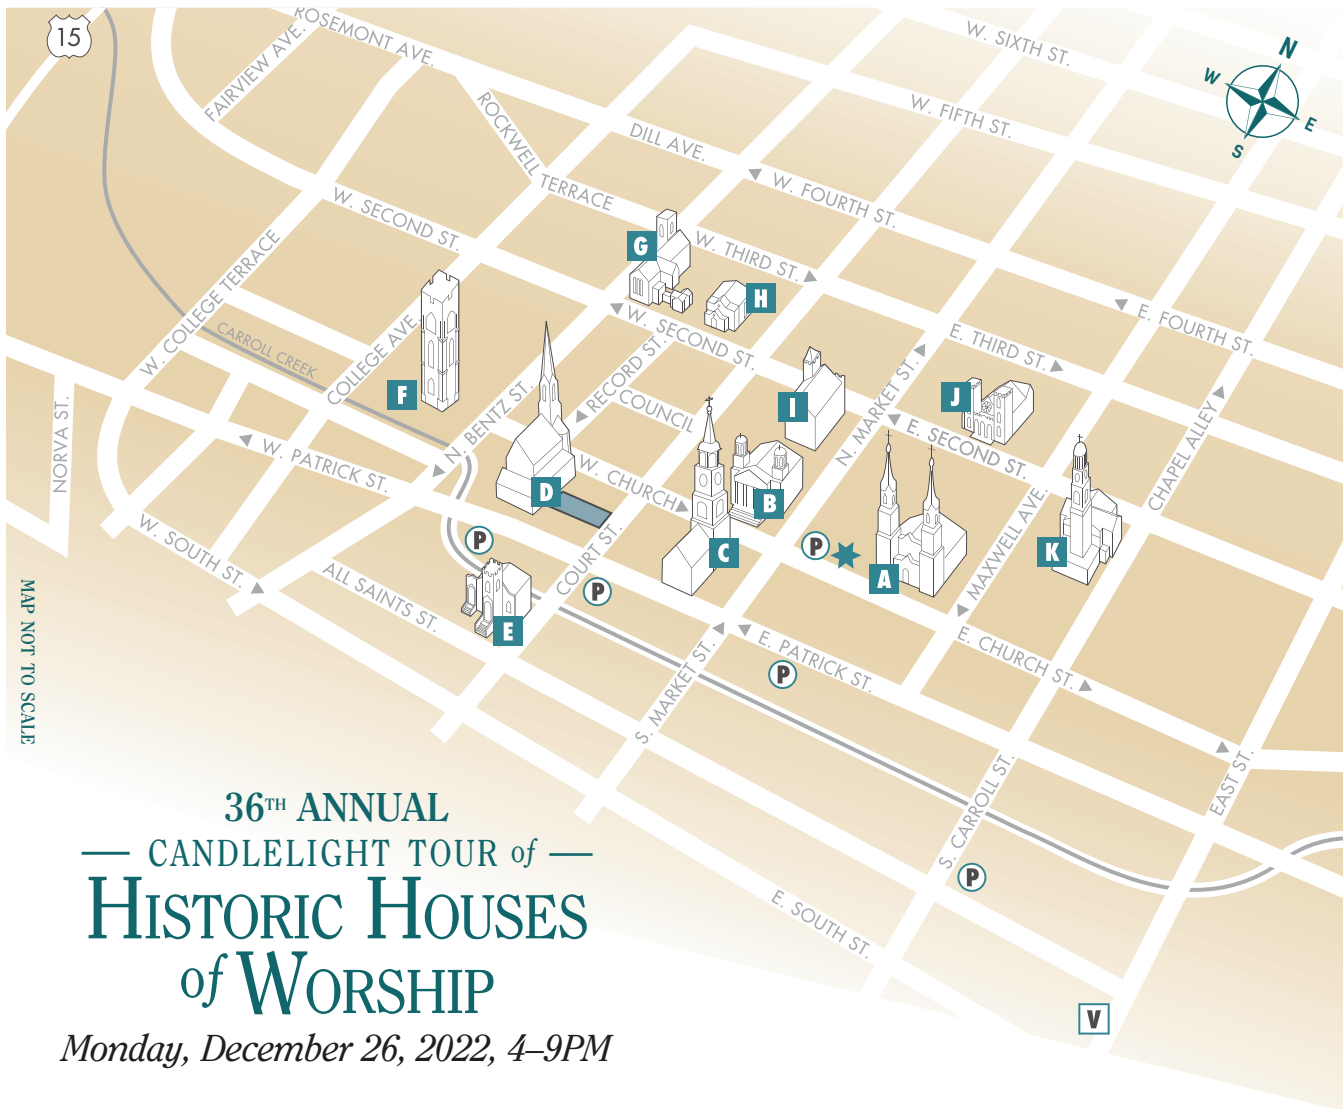 15
ROSEMONT AVE.
FAIRVIEW AVE.
W. SIXTH ST.
N
W
E
S
ROCKWELL
TERRACE
DILL AVE.
W. FIFTH ST.
W. FOURTH ST.
W. SECOND ST.
W. THIRD ST.
G
H
W. COLLEGE TERRACE
CARROLL CREEK
COLLEGE AVE.
F
W. SECOND ST.
RECORD ST.
COUNCIL
N. BENTZ ST.
E. FOURTH ST.
E. THIRD ST.
N. MARKET ST.
I
J
E. SECOND ST.
CHAPEL ALLEY
NORVA ST.
W. PATRICK ST.
D
W. CHURCH
B
C
P
A
MAXWELL AVE.
K
W. SOUTH ST.
P
COURT ST.
ALL SAINTS ST.
P
E
MAP NOT TO SCALE
S. MARKET ST.
E. PATRICK ST.
P
E. CHURCH ST.
EAST ST.
S. CARROLL ST.
P
E. SOUTH ST.
V
36TH ANNUAL
CANDLELIGHT TOUR of
HISTORIC HOUSES
of WORSHIP
Monday, December 26, 2022, 4–9PM